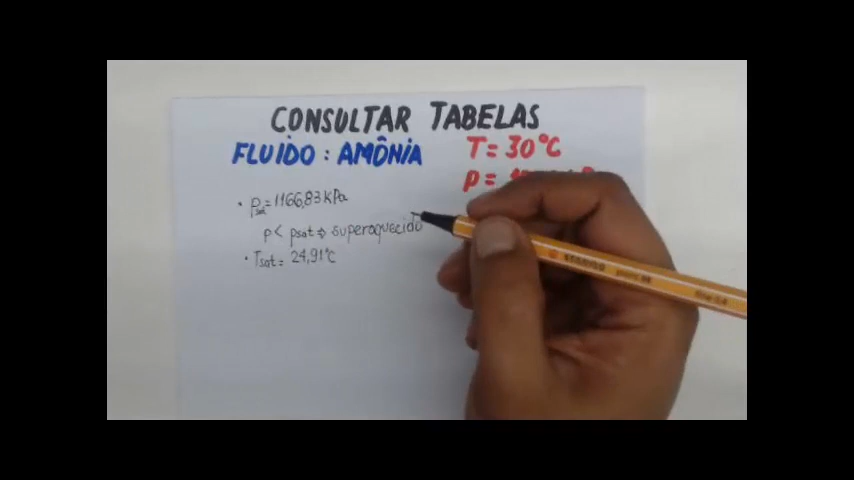 CONSULTAR TABELAS
FLUIDO : AMÔNIA
T = 30°C
p =
• psat = 1166,83 kPa
p < psat ⇒ superaquecido
• Tsat = 24,91°C